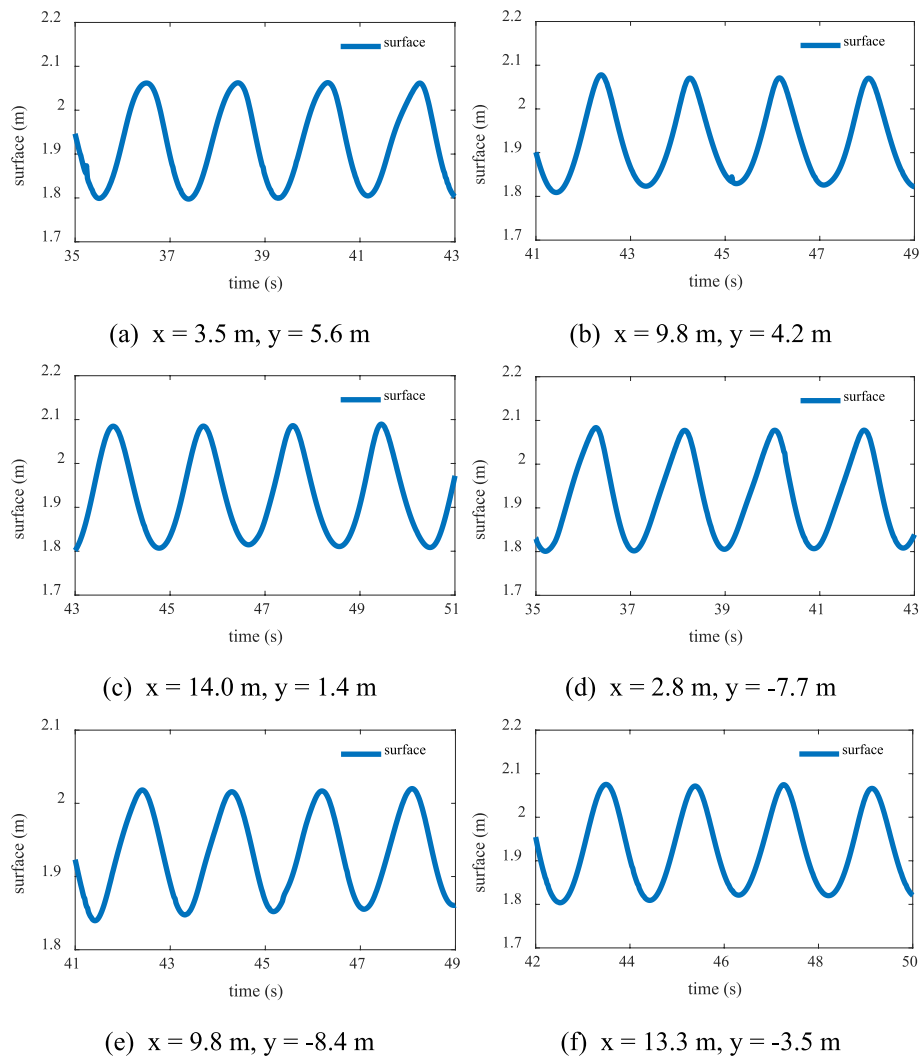 2.2
2.1
2
1.9
1.8
1.7
surface (m)
surface
35 37 39 41 43
time (s)
(a) x = 3.5 m, y = 5.6 m
2.2
2.1
2
1.9
1.8
1.7
surface (m)
surface
41 43 45 47 49
time (s)
(b) x = 9.8 m, y = 4.2 m
2.2
2.1
2
1.9
1.8
1.7
surface (m)
surface
43 45 47 49 51
time (s)
(c) x = 14.0 m, y = 1.4 m
2.2
2.1
2
1.9
1.8
1.7
surface (m)
surface
35 37 39 41 43
time (s)
(d) x = 2.8 m, y = -7.7 m
2.1
2
1.9
1.8
surface (m)
surface
41 43 45 47 49
time (s)
(e) x = 9.8 m, y = -8.4 m
2.2
2.1
2
1.9
1.8
1.7
surface (m)
surface
42 44 46 48 50
time (s)
(f) x = 13.3 m, y = -3.5 m